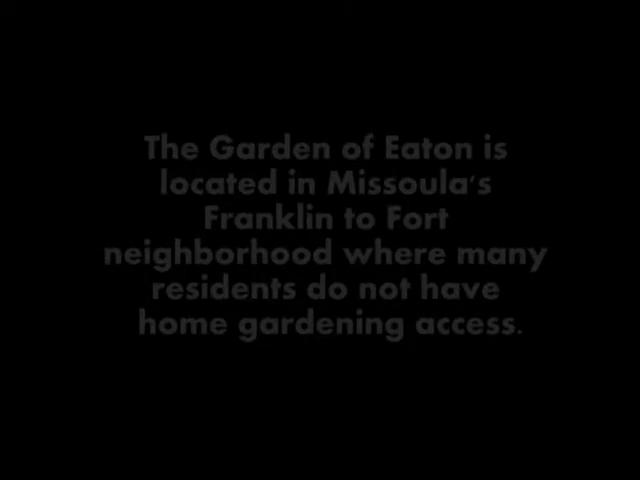 The Garden of Eaton is
located in Missoula's
Franklin to Fort
neighborhood where many
residents do not have
home gardening access.